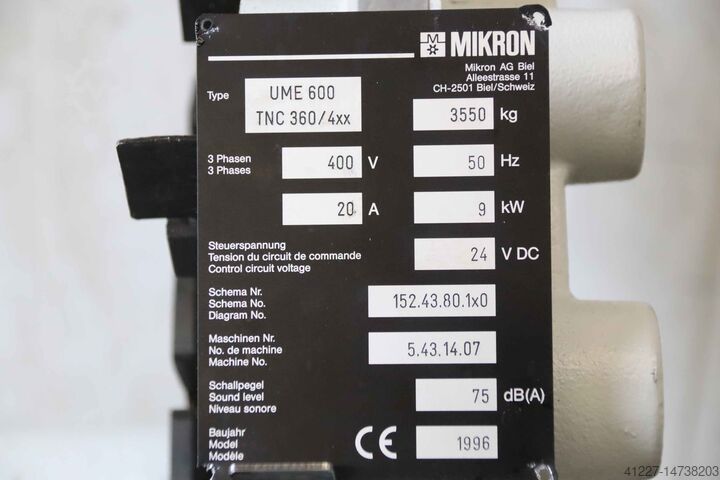 MIKRON
Mikron AG Biel
Alleestrasse 11
CH-2501 Biel/Schweiz
Type UME 600
TNC 360/4xx 3550 kg
3 Phasen
3 Phases 400 V 50 Hz
20 A 9 kW
Steuerspannung
Tension du circuit de commande
Control circuit voltage 24 V DC
Schema Nr.
Schema No.
Diagram No. 152.43.80.1x0
Maschinen Nr.
No. de machine
Machine No. 5.43.14.07
Schallpegel
Sound level
Niveau sonore 75 dB(A)
Baujahr
Model
Modèle CE 1996
41227-14738203